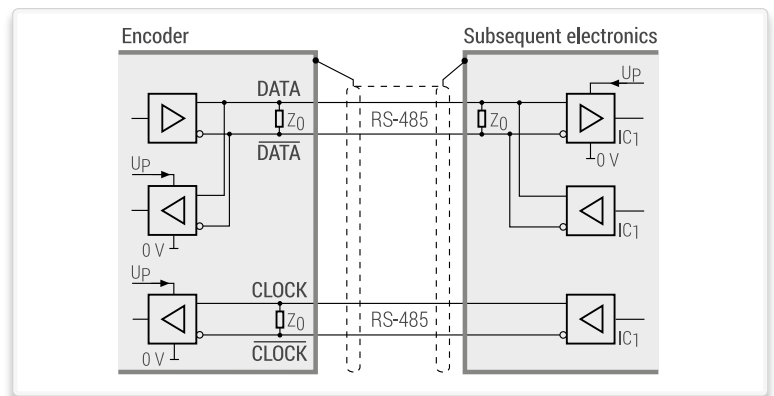 Encoder
Subsequent electronics
DATA
UP
Z0
RS-485
Z0
DATA
IC1
0 V
UP
0 V
IC1
UP
CLOCK
Z0
RS-485
0 V
CLOCK
IC1